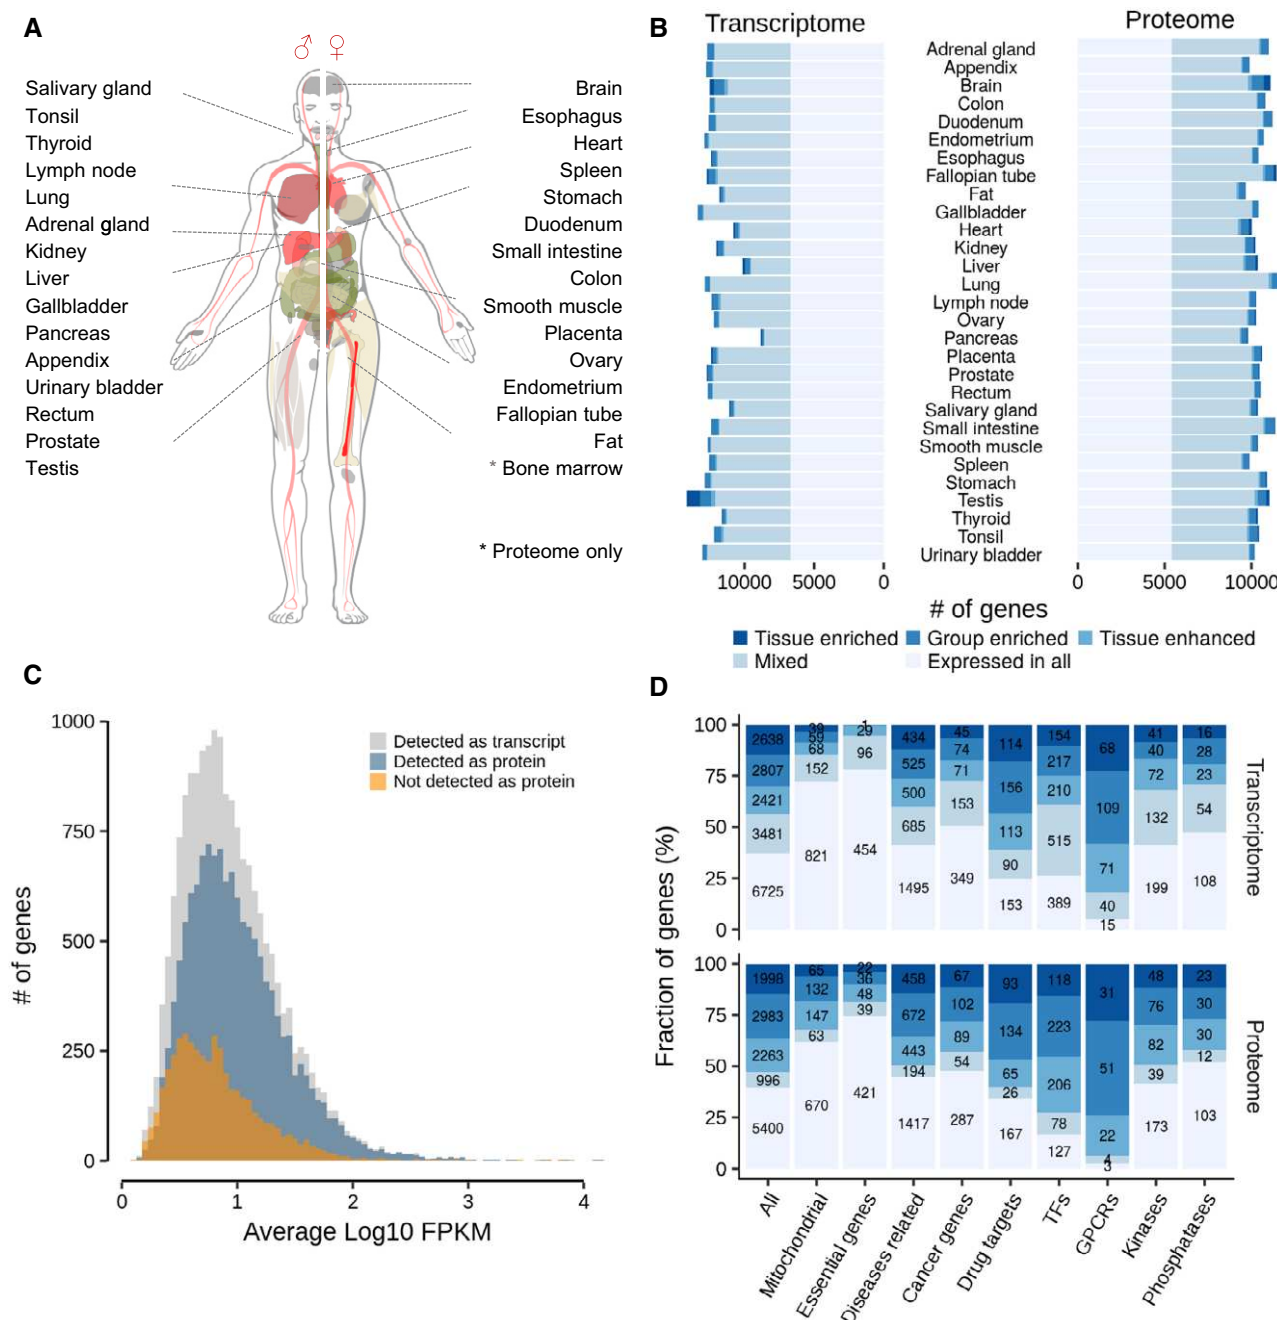 A
♂ ♀
Salivary gland
Tonsil
Thyroid
Lymph node
Lung
Adrenal gland
Kidney
Liver
Gallbladder
Pancreas
Appendix
Urinary bladder
Rectum
Prostate
Testis
Brain
Esophagus
Heart
Spleen
Stomach
Duodenum
Small intestine
Colon
Smooth muscle
Placenta
Ovary
Endometrium
Fallopian tube
Fat
* Bone marrow
* Proteome only
B
Transcriptome
Proteome
Adrenal gland
Appendix
Brain
Colon
Duodenum
Endometrium
Esophagus
Fallopian tube
Fat
Gallbladder
Heart
Kidney
Liver
Lung
Lymph node
Ovary
Pancreas
Placenta
Prostate
Rectum
Salivary gland
Small intestine
Smooth muscle
Spleen
Stomach
Testis
Thyroid
Tonsil
Urinary bladder
10000 5000 0
0 5000 10000
# of genes
Tissue enriched Group enriched Tissue enhanced
Mixed Expressed in all
C
1000
750
500
250
0
# of genes
Detected as transcript
Detected as protein
Not detected as protein
0 1 2 3 4
Average Log10 FPKM
D
Fraction of genes (%)
100
75
50
25
0
2638
2807
2421
3481
6725
39
59
68
152
821
1
29
96
454
434
525
500
685
1495
45
74
71
153
349
114
156
113
90
153
154
217
210
515
389
68
109
71
40
15
41
40
72
132
199
16
28
23
54
108
Transcriptome
100
75
50
25
0
1998
2983
2263
996
5400
65
132
147
63
670
22
36
48
39
421
458
672
443
194
1417
67
102
89
54
287
93
134
65
26
167
118
223
206
78
127
31
51
22
4
3
48
76
82
39
173
23
30
30
12
103
Proteome
All
Mitochondrial
Essential genes
Diseases related
Cancer genes
Drug targets
TFs
GPCRs
Kinases
Phosphatases